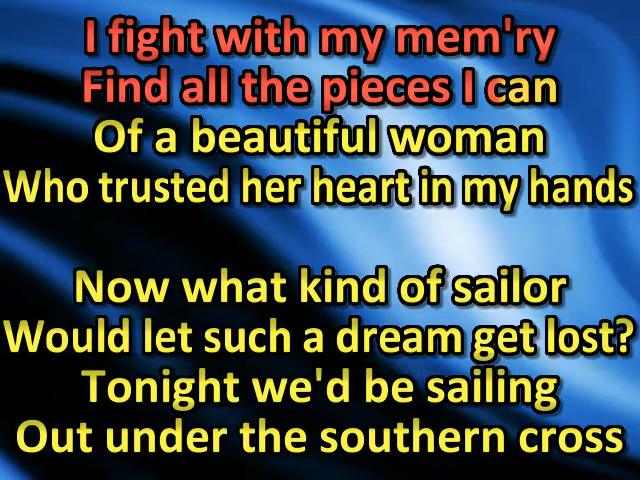 I fight with my mem'ry
Find all the pieces I can
Of a beautiful woman
Who trusted her heart in my hands
Now what kind of sailor
Would let such a dream get lost?
Tonight we'd be sailing
Out under the southern cross